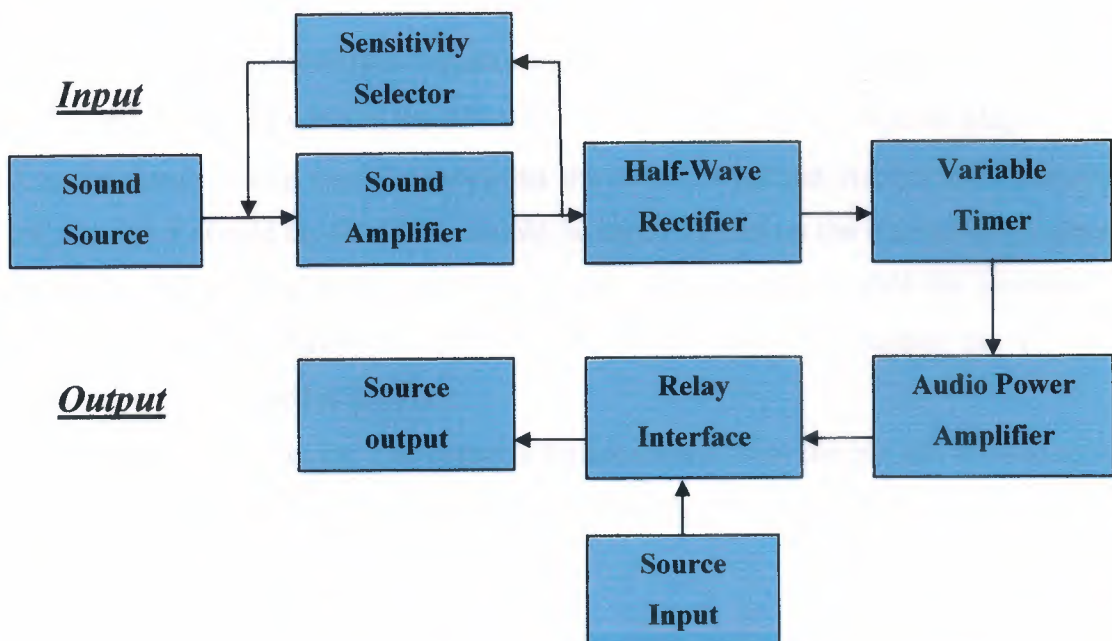 Sensitivity
Selector
Input
Sound
Source
Sound
Amplifier
Half-Wave
Rectifier
Variable
Timer
Output
Source
output
Relay
Interface
Audio Power
Amplifier
Source
Input